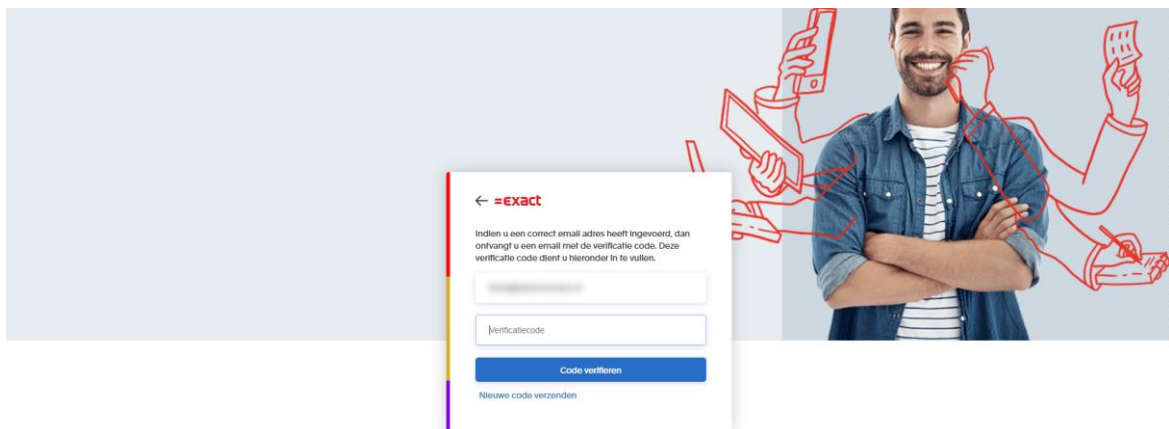 ← =exact
Indien u een correct email adres heeft ingevoerd, dan
ontvangt u een email met de verificatie code. Deze
verificatie code dient u hieronder in te vullen.
Verificatiecode
Code verifieren
Nieuwe code verzenden